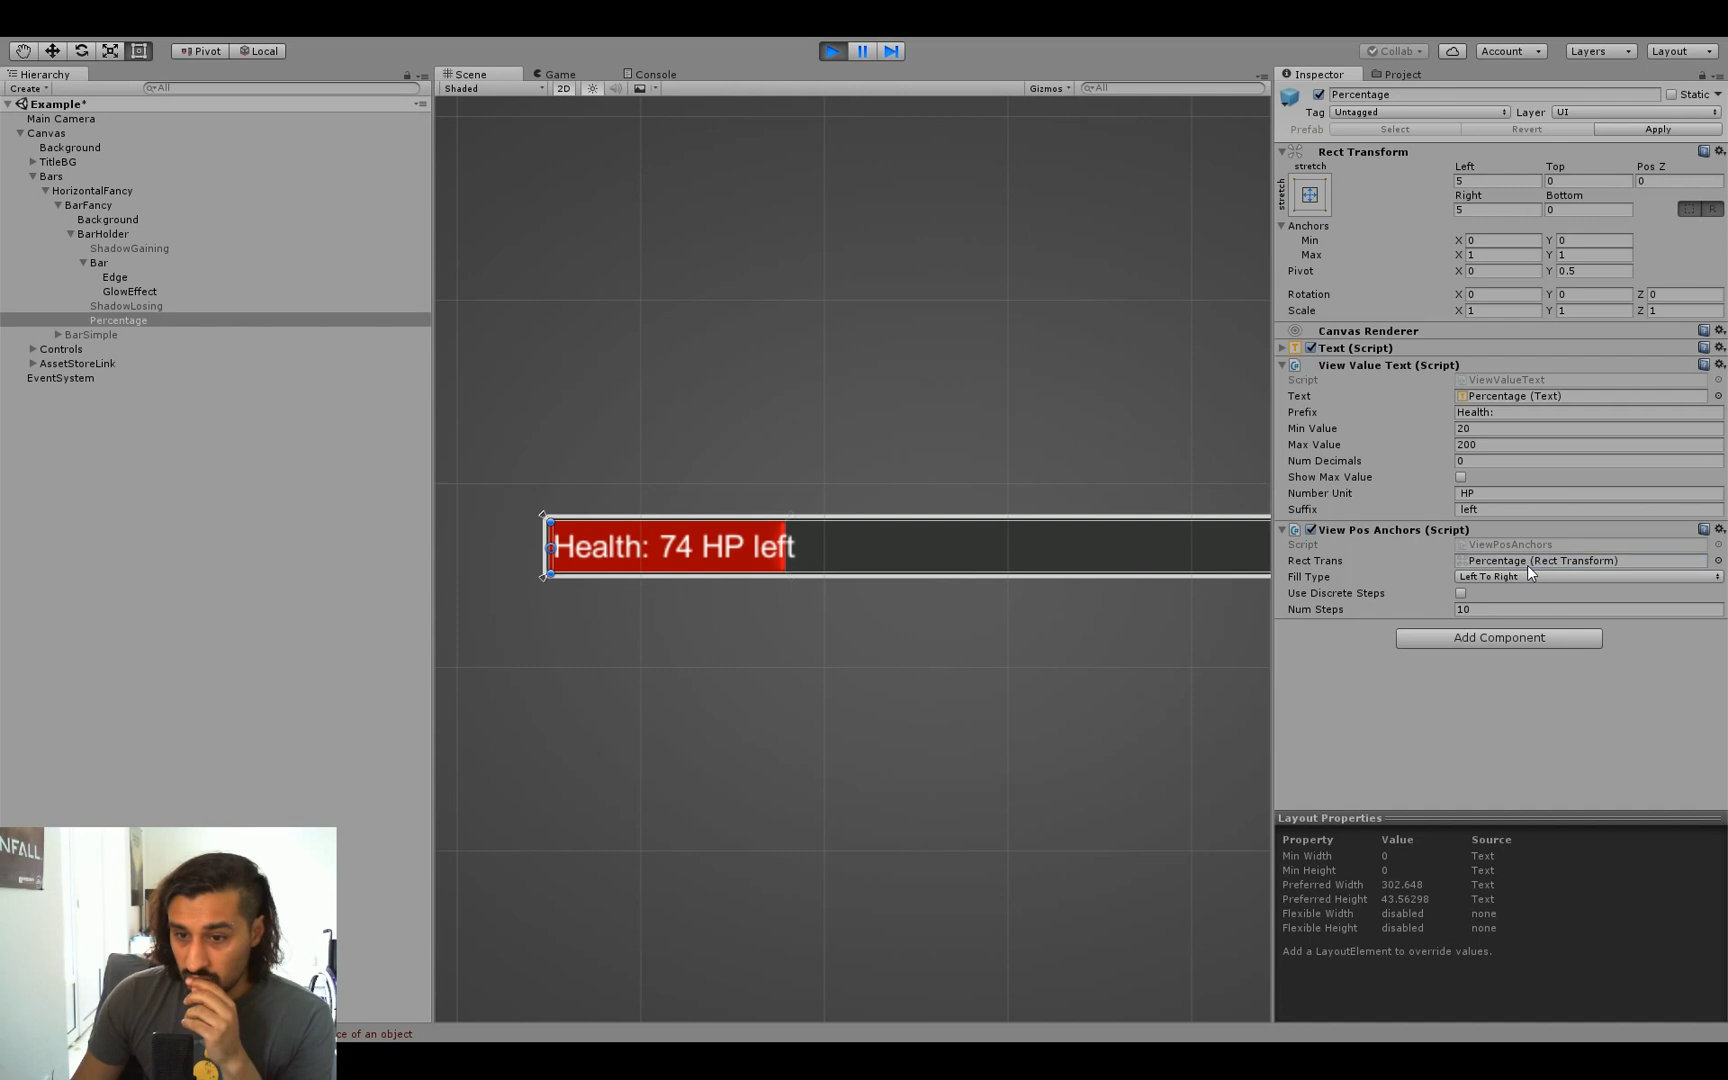 Pivot Local Collab Account Layers Layout
Hierarchy
Create All
Example*
Main Camera
Canvas
Background
TitleBG
Bars
HorizontalFancy
BarFancy
Background
BarHolder
ShadowGaining
Bar
Edge
GlowEffect
ShadowLosing
Percentage
BarSimple
Controls
AssetStoreLink
EventSystem
Scene Game Console
Shaded 2D Gizmos All
Health: 74 HP left
Inspector Project
Percentage Static
Tag Untagged Layer UI
Prefab Select Revert Apply
Rect Transform
stretch Left Top Pos Z
stretch 5 0 0
Right Bottom
5 0 R
Anchors
Min X 0 Y 0
Max X 1 Y 1
Pivot X 0 Y 0.5
Rotation X 0 Y 0 Z 0
Scale X 1 Y 1 Z 1
Canvas Renderer
Text (Script)
View Value Text (Script)
Script ViewValueText
Text Percentage (Text)
Prefix Health:
Min Value 20
Max Value 200
Num Decimals 0
Show Max Value
Number Unit HP
Suffix left
View Pos Anchors (Script)
Script ViewPosAnchors
Rect Trans Percentage (Rect Transform)
Fill Type Left To Right
Use Discrete Steps
Num Steps 10
Add Component
Layout Properties
Property Value Source
Min Width 0 Text
Min Height 0 Text
Preferred Width 302.648 Text
Preferred Height 43.56298 Text
Flexible Width disabled none
Flexible Height disabled none
Add a LayoutElement to override values.
NFALL
ce of an object